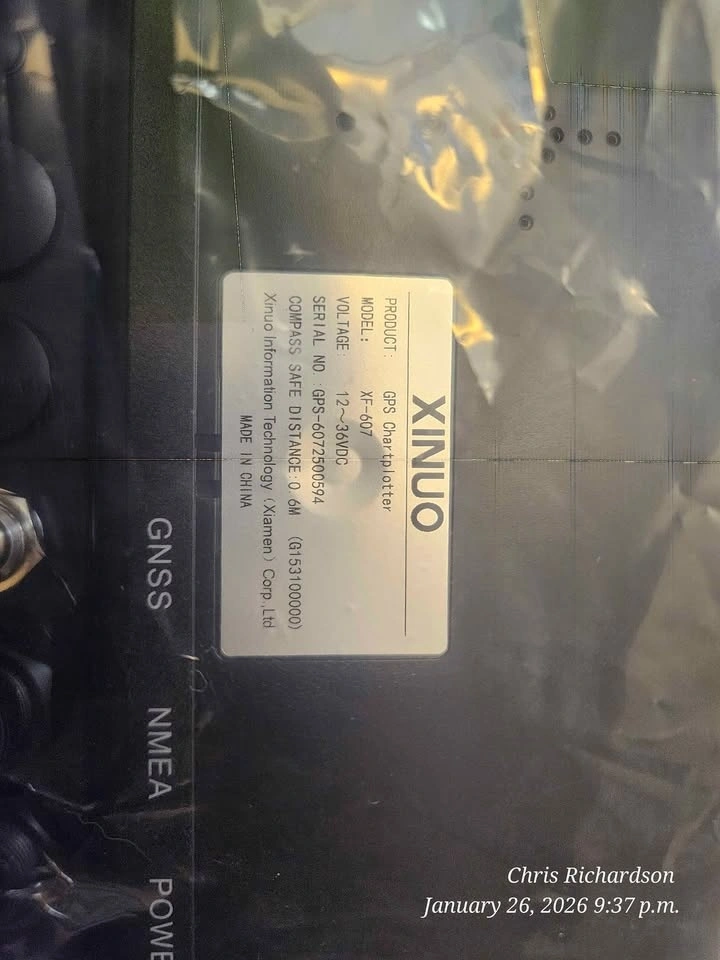 XINUO
PRODUCT: GPS Chartplotter
MODEL: XF-607
VOLTAGE: 12~36VDC
SERIAL NO.:GPS-6072500594
COMPASS SAFE DISTANCE:0.6M (G153100000)
Xinuo Information Technology (Xiamen) Corp.,Ltd
MADE IN CHINA
GNSS NMEA POWE
Chris Richardson
January 26, 2026 9:37 p.m.